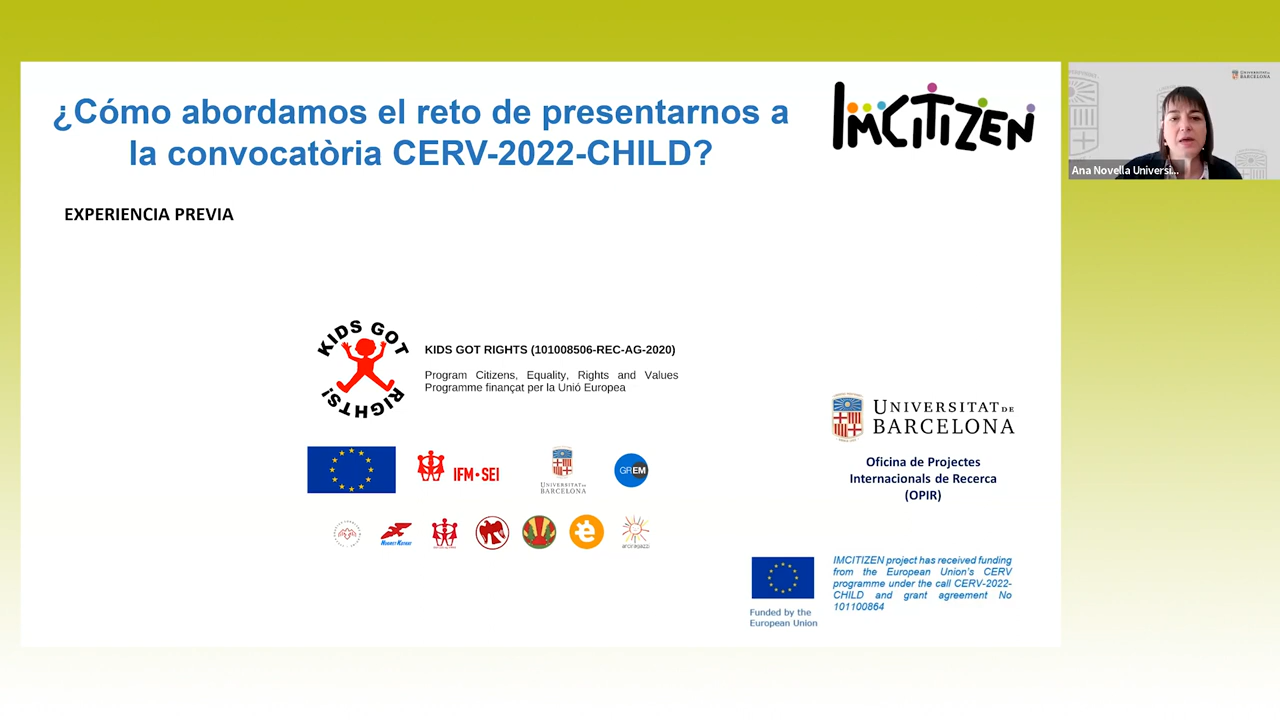 ¿Cómo abordamos el reto de presentarnos a
la convocatòria CERV-2022-CHILD?
IMCITIZEN
UNIVERSITAT DE BARCELONA
Ana Novella Universi...
EXPERIENCIA PREVIA
KIDS GOT
RIGHTS!
KIDS GOT RIGHTS (101008506-REC-AG-2020)
Program Citizens, Equality, Rights and Values
Programme finançat per la Unió Europea
IFM•SEI
UNIVERSITAT DE
BARCELONA
GREM
UNIVERSITAT DE
BARCELONA
Oficina de Projectes
Internacionals de Recerca
(OPIR)
arciragazzi
Funded by the
European Union
IMCITIZEN project has received funding
from the European Union's CERV
programme under the call CERV-2022-
CHILD and grant agreement No
101100864